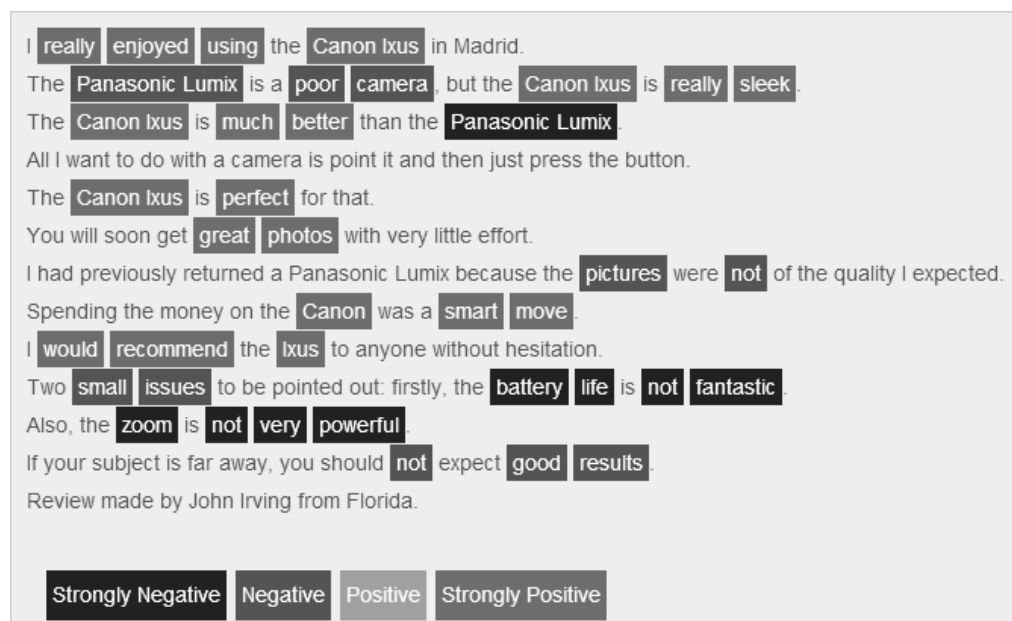 I really enjoyed using the Canon Ixus in Madrid.
The Panasonic Lumix is a poor camera, but the Canon Ixus is really sleek.
The Canon Ixus is much better than the Panasonic Lumix.
All I want to do with a camera is point it and then just press the button.
The Canon Ixus is perfect for that.
You will soon get great photos with very little effort.
I had previously returned a Panasonic Lumix because the pictures were not of the quality I expected.
Spending the money on the Canon was a smart move.
I would recommend the Ixus to anyone without hesitation.
Two small issues to be pointed out: firstly, the battery life is not fantastic.
Also, the zoom is not very powerful.
If your subject is far away, you should not expect good results.
Review made by John Irving from Florida.
Strongly Negative Negative Positive Strongly Positive